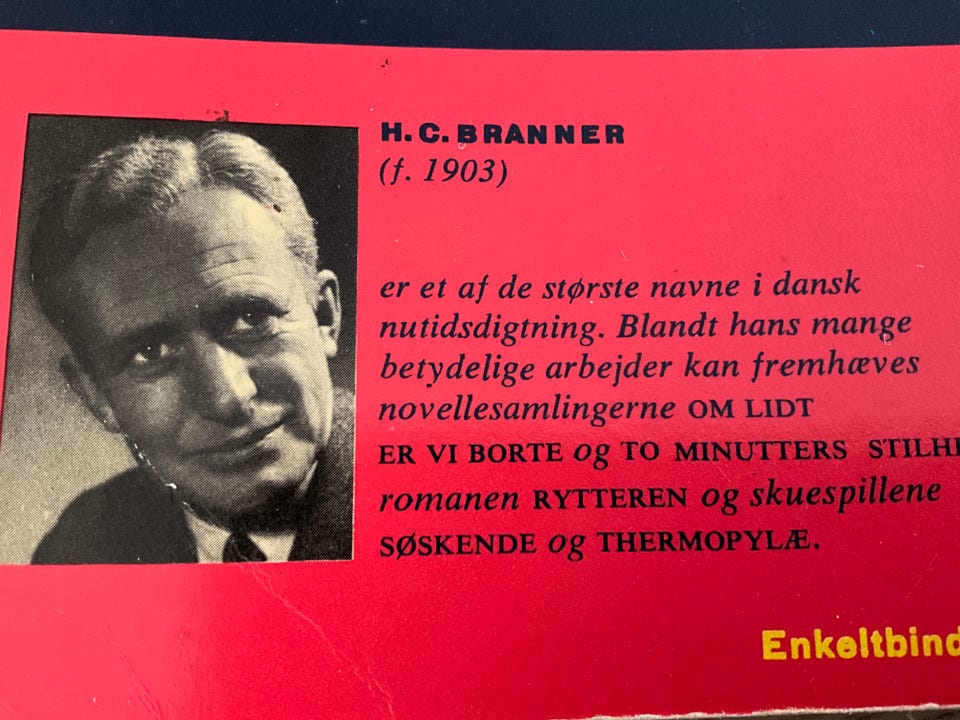 H. C. BRANNER
(f. 1903)
er et af de største navne i dansk
nutidsdigtning. Blandt hans mange
betydelige arbejder kan fremhæves
novellesamlingerne OM LIDT
ER VI BORTE og TO MINUTTERS
romanen RYTTEREN og skuespillene
SØSKENDE og THERMOPYLÆ.
Enkeltbind